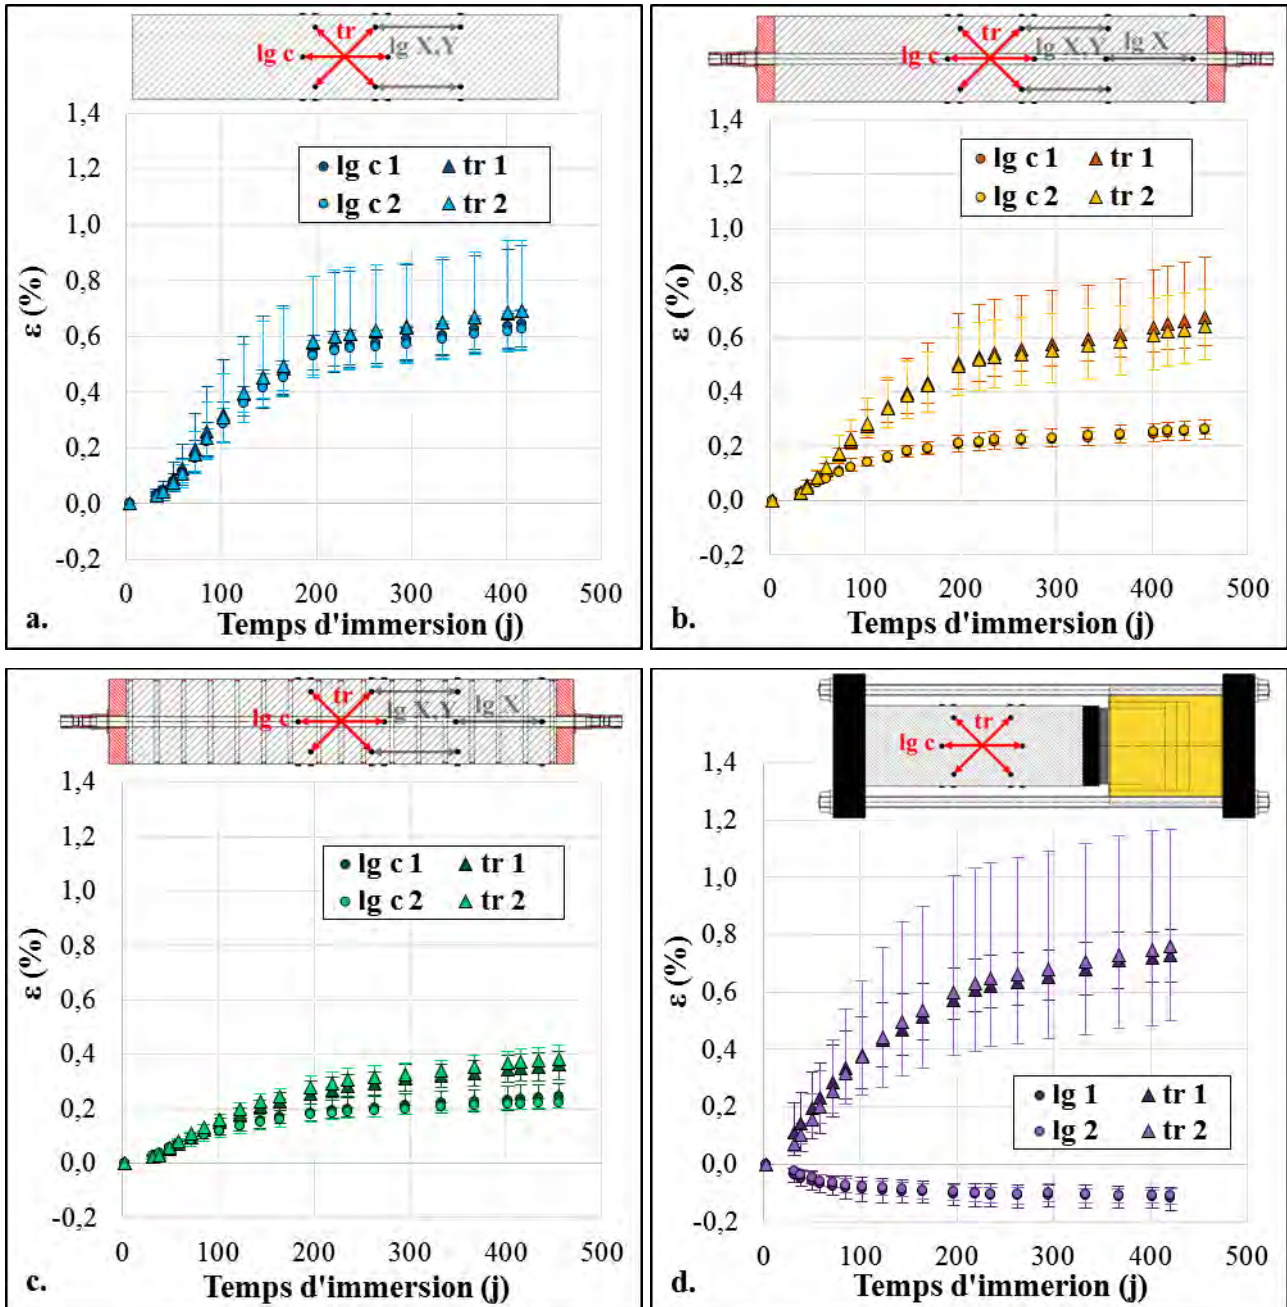 tr
lg c
lg X,Y
1,4
1,2
1,0
0,8
0,6
0,4
0,2
0,0
-0,2
ε (%)
lg c 1 tr 1
lg c 2 tr 2
0 100 200 300 400 500
Temps d'immersion (j)
a.
tr
lg c
lg X,Y
lg X
1,4
1,2
1,0
0,8
0,6
0,4
0,2
0,0
-0,2
ε (%)
lg c 1 tr 1
lg c 2 tr 2
0 100 200 300 400 500
Temps d'immersion (j)
b.
tr
lg c
lg X,Y
lg X
1,4
1,2
1,0
0,8
0,6
0,4
0,2
0,0
-0,2
ε (%)
lg c 1 tr 1
lg c 2 tr 2
0 100 200 300 400 500
Temps d'immersion (j)
c.
tr
lg c
1,4
1,2
1,0
0,8
0,6
0,4
0,2
0,0
-0,2
ε (%)
lg 1 tr 1
lg 2 tr 2
0 100 200 300 400 500
Temps d'immerion (j)
d.